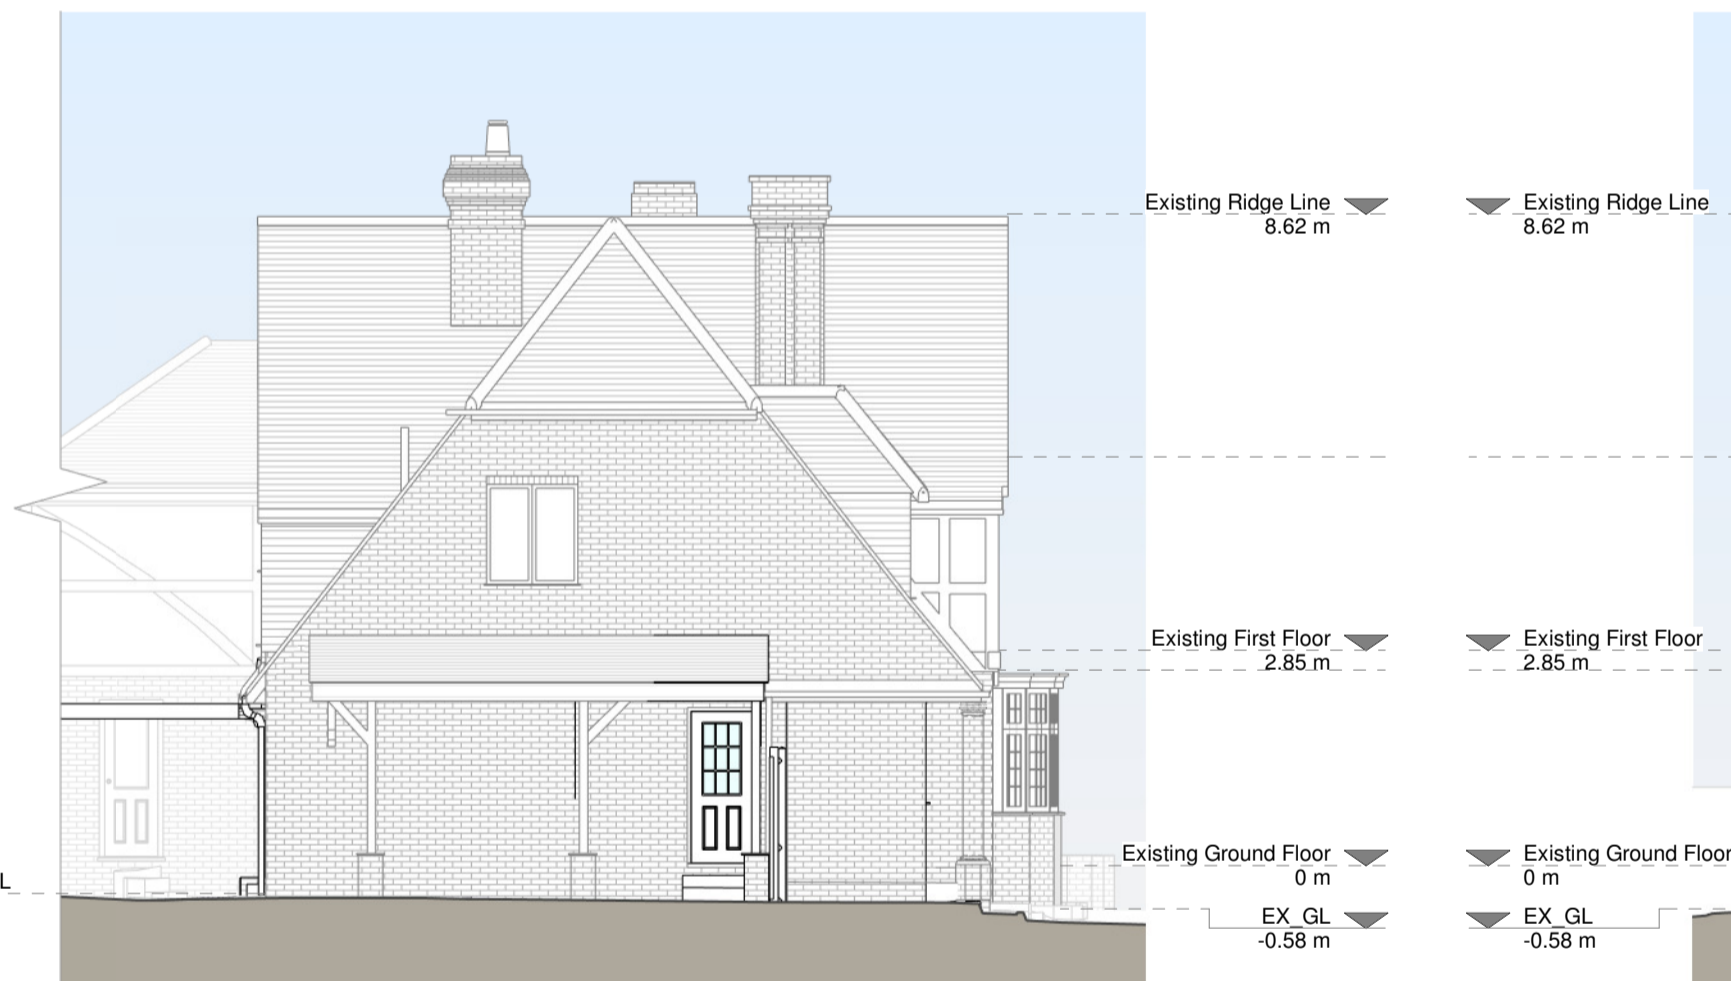 Existing Ridge Line
8.62 m
Existing Ridge Line
8.62 m
Existing First Floor
2.85 m
Existing First Floor
2.85 m
Existing Ground Floor
0 m
Existing Ground Floor
0 m
L
EX_GL
-0.58 m
EX_GL
-0.58 m